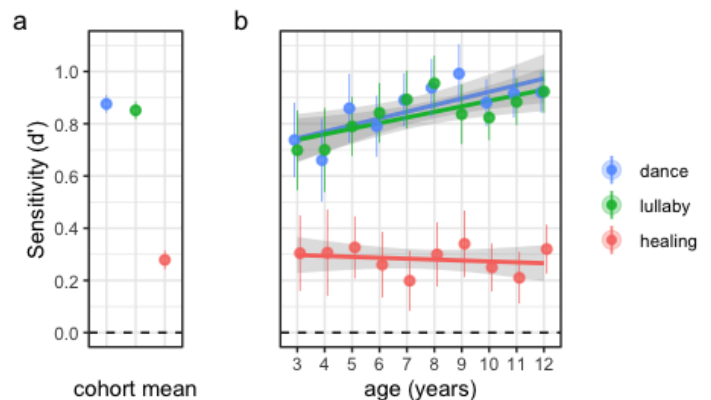 a
b
Sensitivity (d')
1.0
0.8
0.6
0.4
0.2
0.0
3 4 5 6 7 8 9 10 11 12
cohort mean
age (years)
dance
lullaby
healing